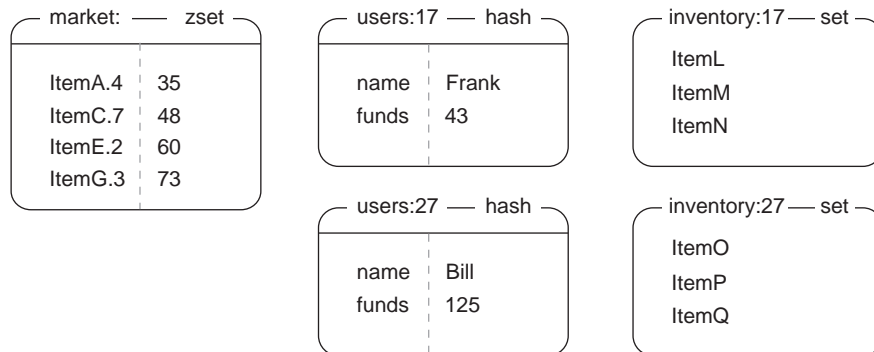 market: zset
ItemA.4 35
ItemC.7 48
ItemE.2 60
ItemG.3 73
users:17 hash
name Frank
funds 43
inventory:17 set
ItemL
ItemM
ItemN
users:27 hash
name Bill
funds 125
inventory:27 set
ItemO
ItemP
ItemQ